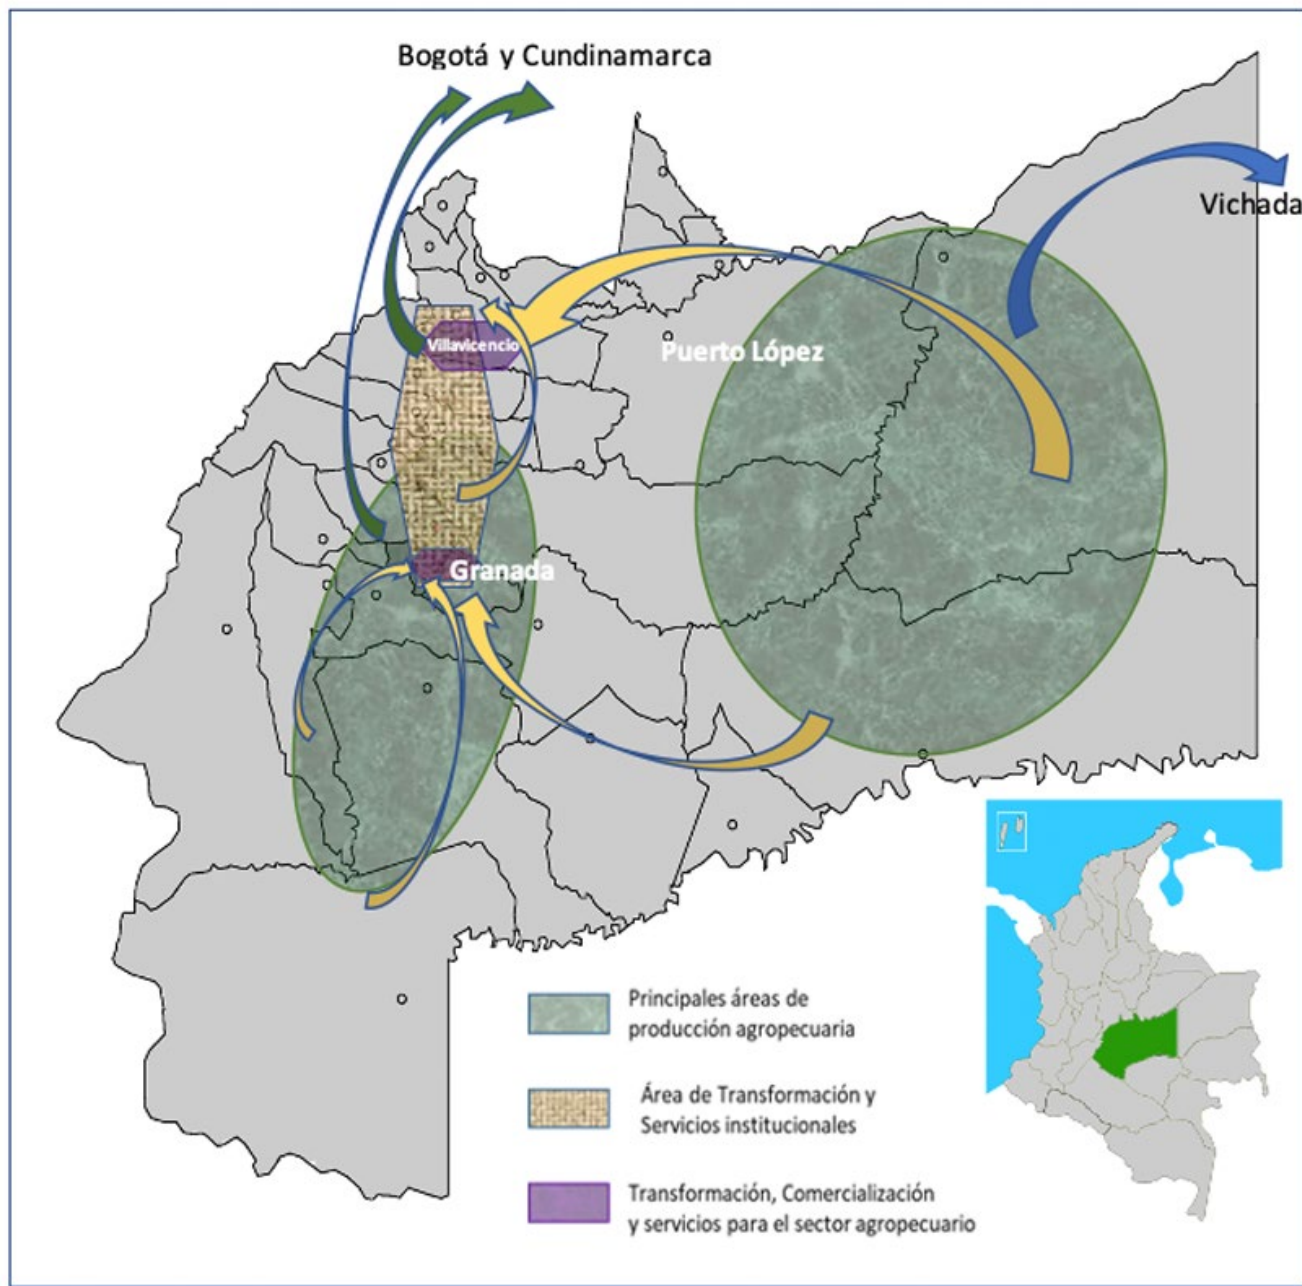 Bogotá y Cundinamarca
Vichada
Villavicencio
Puerto López
Granada
Principales áreas de
producción agropecuaria
Área de Transformación y
Servicios institucionales
Transformación, Comercialización
y servicios para el sector agropecuario